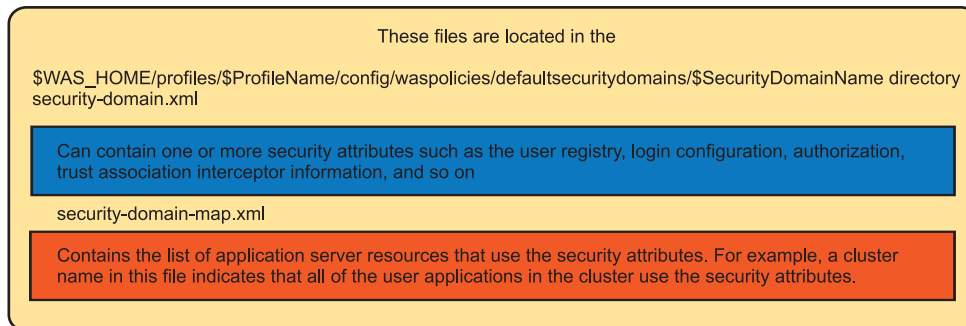 These files are located in the
$WAS_HOME/profiles/$ProfileName/config/waspolicies/defaultsecuritydomains/$SecurityDomainName directory
security-domain.xml
Can contain one or more security attributes such as the user registry, login configuration, authorization,
trust association interceptor information, and so on
security-domain-map.xml
Contains the list of application server resources that use the security attributes. For example, a cluster
name in this file indicates that all of the user applications in the cluster use the security attributes.